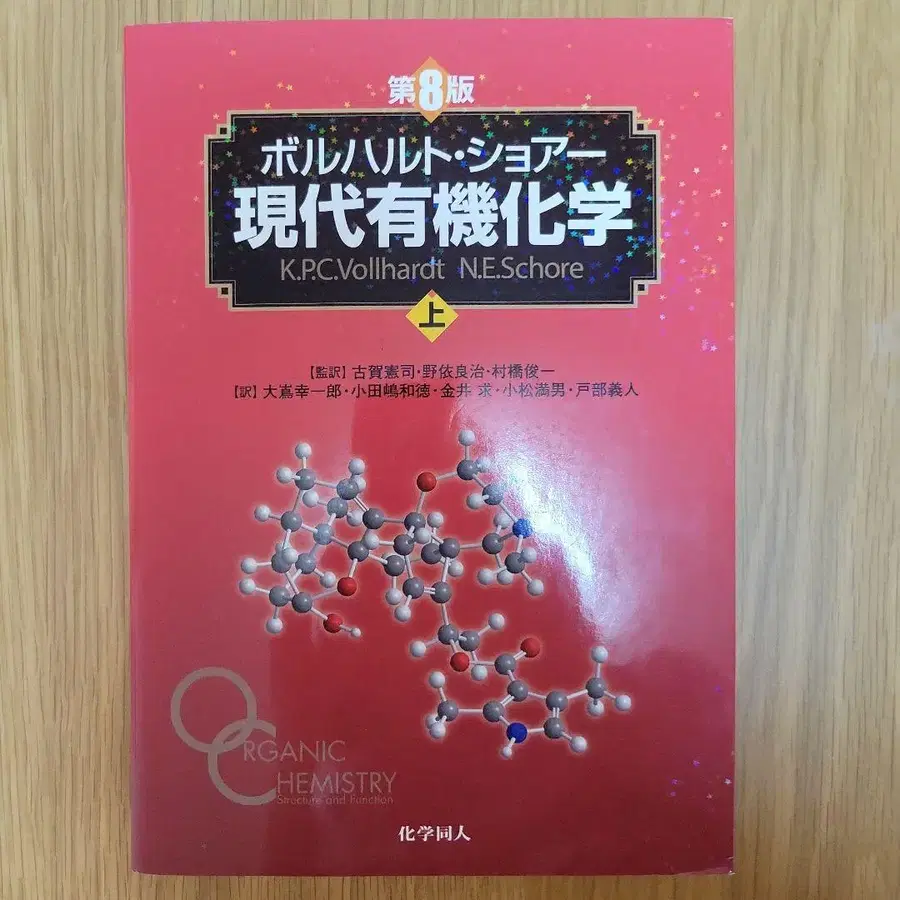 第8版
ボルハルト・ショアー
現代有機化学
K.P.C.Vollhardt N.E.Schore
上
【監訳】古賀憲司・野依良治・村橋俊一
【訳】大嶌幸一郎・小田嶋和徳・金井 求・小松満男・戸部義人
ORGANIC
CHEMISTRY
Structure and Function
化学同人